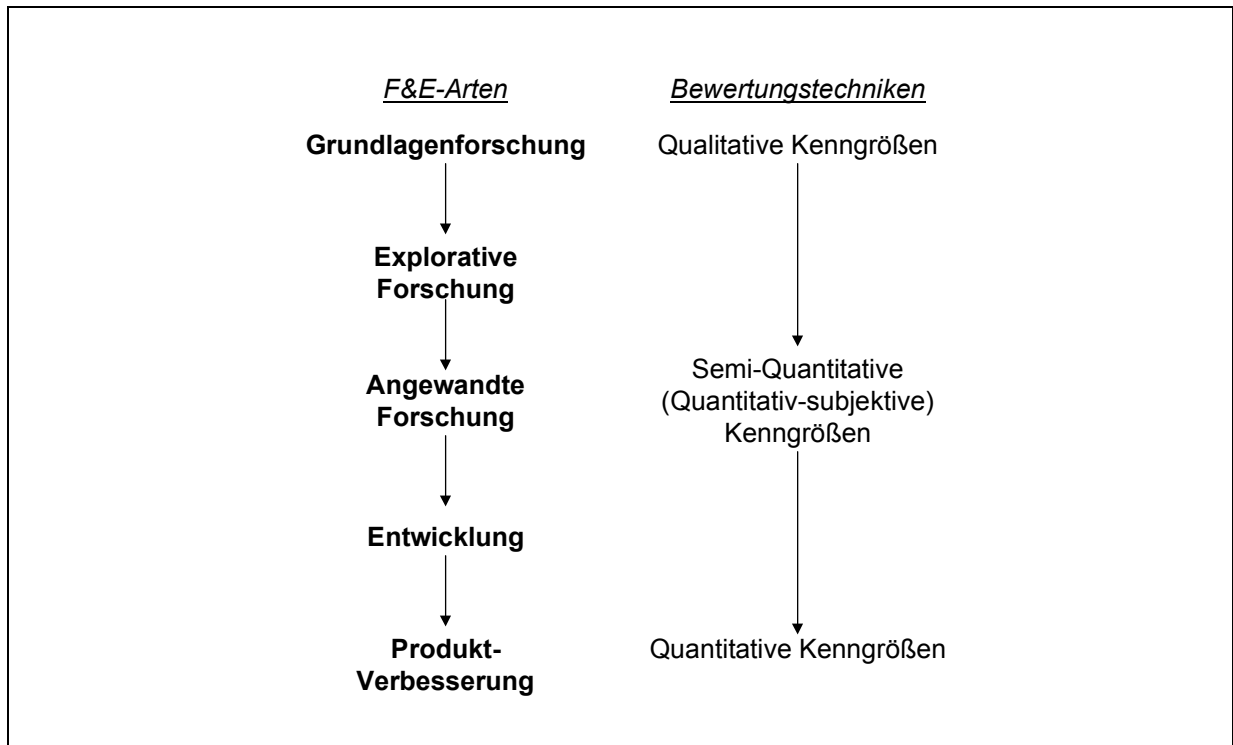 F&E-Arten
Bewertungstechniken
Grundlagenforschung
Qualitative Kenngrößen
Explorative
Forschung
Angewandte
Forschung
Semi-Quantitative
(Quantitativ-subjektive)
Kenngrößen
Entwicklung
Produkt-
Verbesserung
Quantitative Kenngrößen